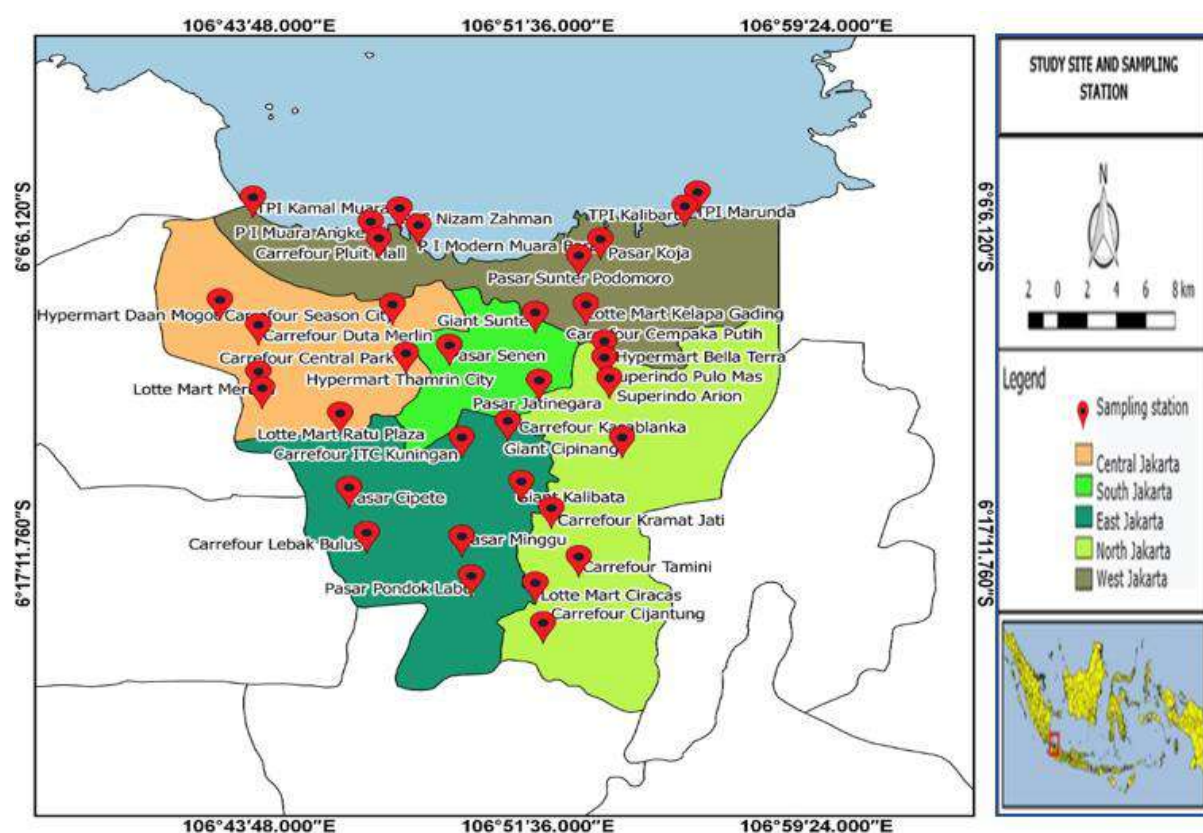 106°43'48.000"E
106°51'36.000"E
106°59'24.000"E
6°6'6.120"S
6°17'11.760"S
TPI Kamal Muara
Nizam Zahman
P I Muara Angke
P I Modern Muara
Carrefour Pluit Mall
TPI Kalibaru
TPI Marunda
Pasar Koja
Pasar Sunter Podomoro
Hypermart Daan Mogot
Carrefour Season City
Giant Sunter
Lotte Mart Kelapa Gading
Carrefour Duta Merlin
Carrefour Cempaka Putih
Carrefour Central Park
Pasar Senen
Hypermart Bella Terra
Lotte Mart
Hypermart Thamrin City
Superindo Pulo Mas
Superindo Arion
Pasar Jatinegara
Lotte Mart Ratu Plaza
Carrefour Kasablanka
Carrefour ITC Kuningan
Giant Cipinang
Pasar Cipete
Giant Kalibata
Carrefour Kramat Jati
Carrefour Lebak Bulus
Pasar Minggu
Carrefour Tamini
Pasar Pondok Labu
Lotte Mart Ciracas
Carrefour Cijantung
6°6'6.120"S
6°17'11.760"S
106°43'48.000"E
106°51'36.000"E
106°59'24.000"E
STUDY SITE AND SAMPLING
STATION
N
2 0 2 4 6 8 km
Legend
Sampling station
Central Jakarta
South Jakarta
East Jakarta
North Jakarta
West Jakarta